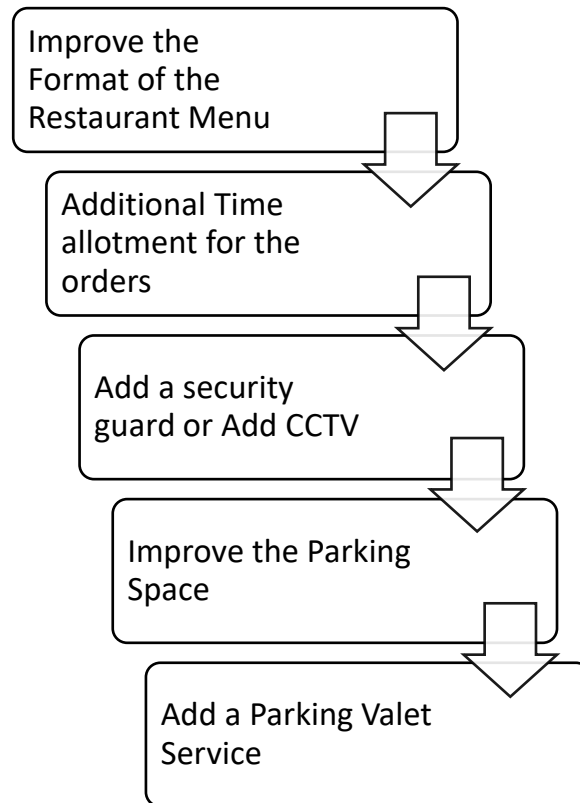 Improve the
Format of the
Restaurant Menu
Additional Time
allotment for the
orders
Add a security
guard or Add CCTV
Improve the Parking
Space
Add a Parking Valet
Service